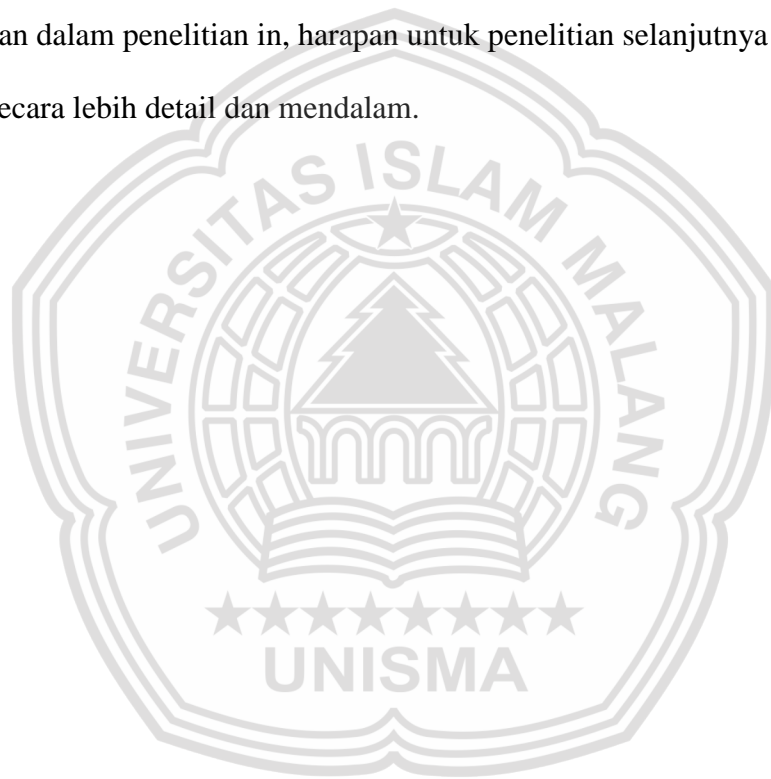 an dalam penelitian in, harapan untuk penelitian selanjutnya
ecara lebih detail dan mendalam.
UNIVERSITAS ISLAM MALANG
UNISMA